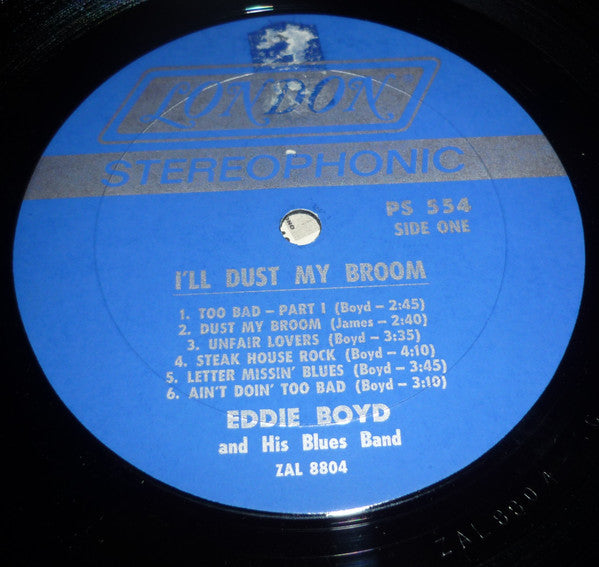 LONDON
STEREOPHONIC
PS 554
SIDE ONE
I'LL DUST MY BROOM
1. TOO BAD – PART I (Boyd – 2:45)
2. DUST MY BROOM (James – 2:40)
3. UNFAIR LOVERS (Boyd – 3:35)
4. STEAK HOUSE ROCK (Boyd – 4:10)
5. LETTER MISSIN' BLUES (Boyd – 3:45)
6. AIN'T DOIN' TOO BAD (Boyd – 3:10)
EDDIE BOYD
and His Blues Band
ZAL 8804
ZAL 880 A